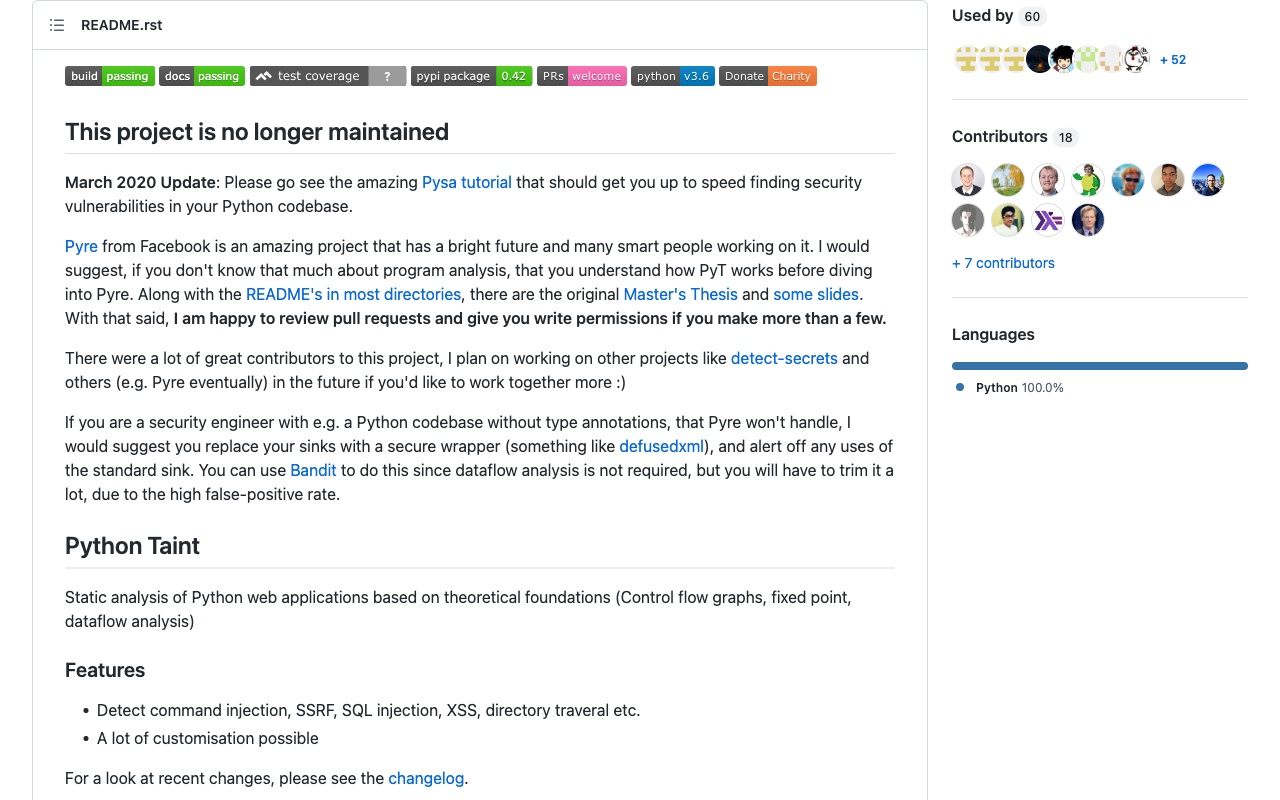 README.rst
build passing docs passing test coverage ? pypi package 0.42 PRs welcome python v3.6 Donate Charity
This project is no longer maintained
March 2020 Update: Please go see the amazing Pysa tutorial that should get you up to speed finding security
vulnerabilities in your Python codebase.
Pyre from Facebook is an amazing project that has a bright future and many smart people working on it. I would
suggest, if you don't know that much about program analysis, that you understand how PyT works before diving
into Pyre. Along with the README's in most directories, there are the original Master's Thesis and some slides.
With that said, I am happy to review pull requests and give you write permissions if you make more than a few.
There were a lot of great contributors to this project, I plan on working on other projects like detect-secrets and
others (e.g. Pyre eventually) in the future if you'd like to work together more :)
If you are a security engineer with e.g. a Python codebase without type annotations, that Pyre won't handle, I
would suggest you replace your sinks with a secure wrapper (something like defusedxml), and alert off any uses of
the standard sink. You can use Bandit to do this since dataflow analysis is not required, but you will have to trim it a
lot, due to the high false-positive rate.
Python Taint
Static analysis of Python web applications based on theoretical foundations (Control flow graphs, fixed point,
dataflow analysis)
Features
• Detect command injection, SSRF, SQL injection, XSS, directory traveral etc.
• A lot of customisation possible
For a look at recent changes, please see the changelog.
Used by 60
+ 52
Contributors 18
+ 7 contributors
Languages
Python 100.0%